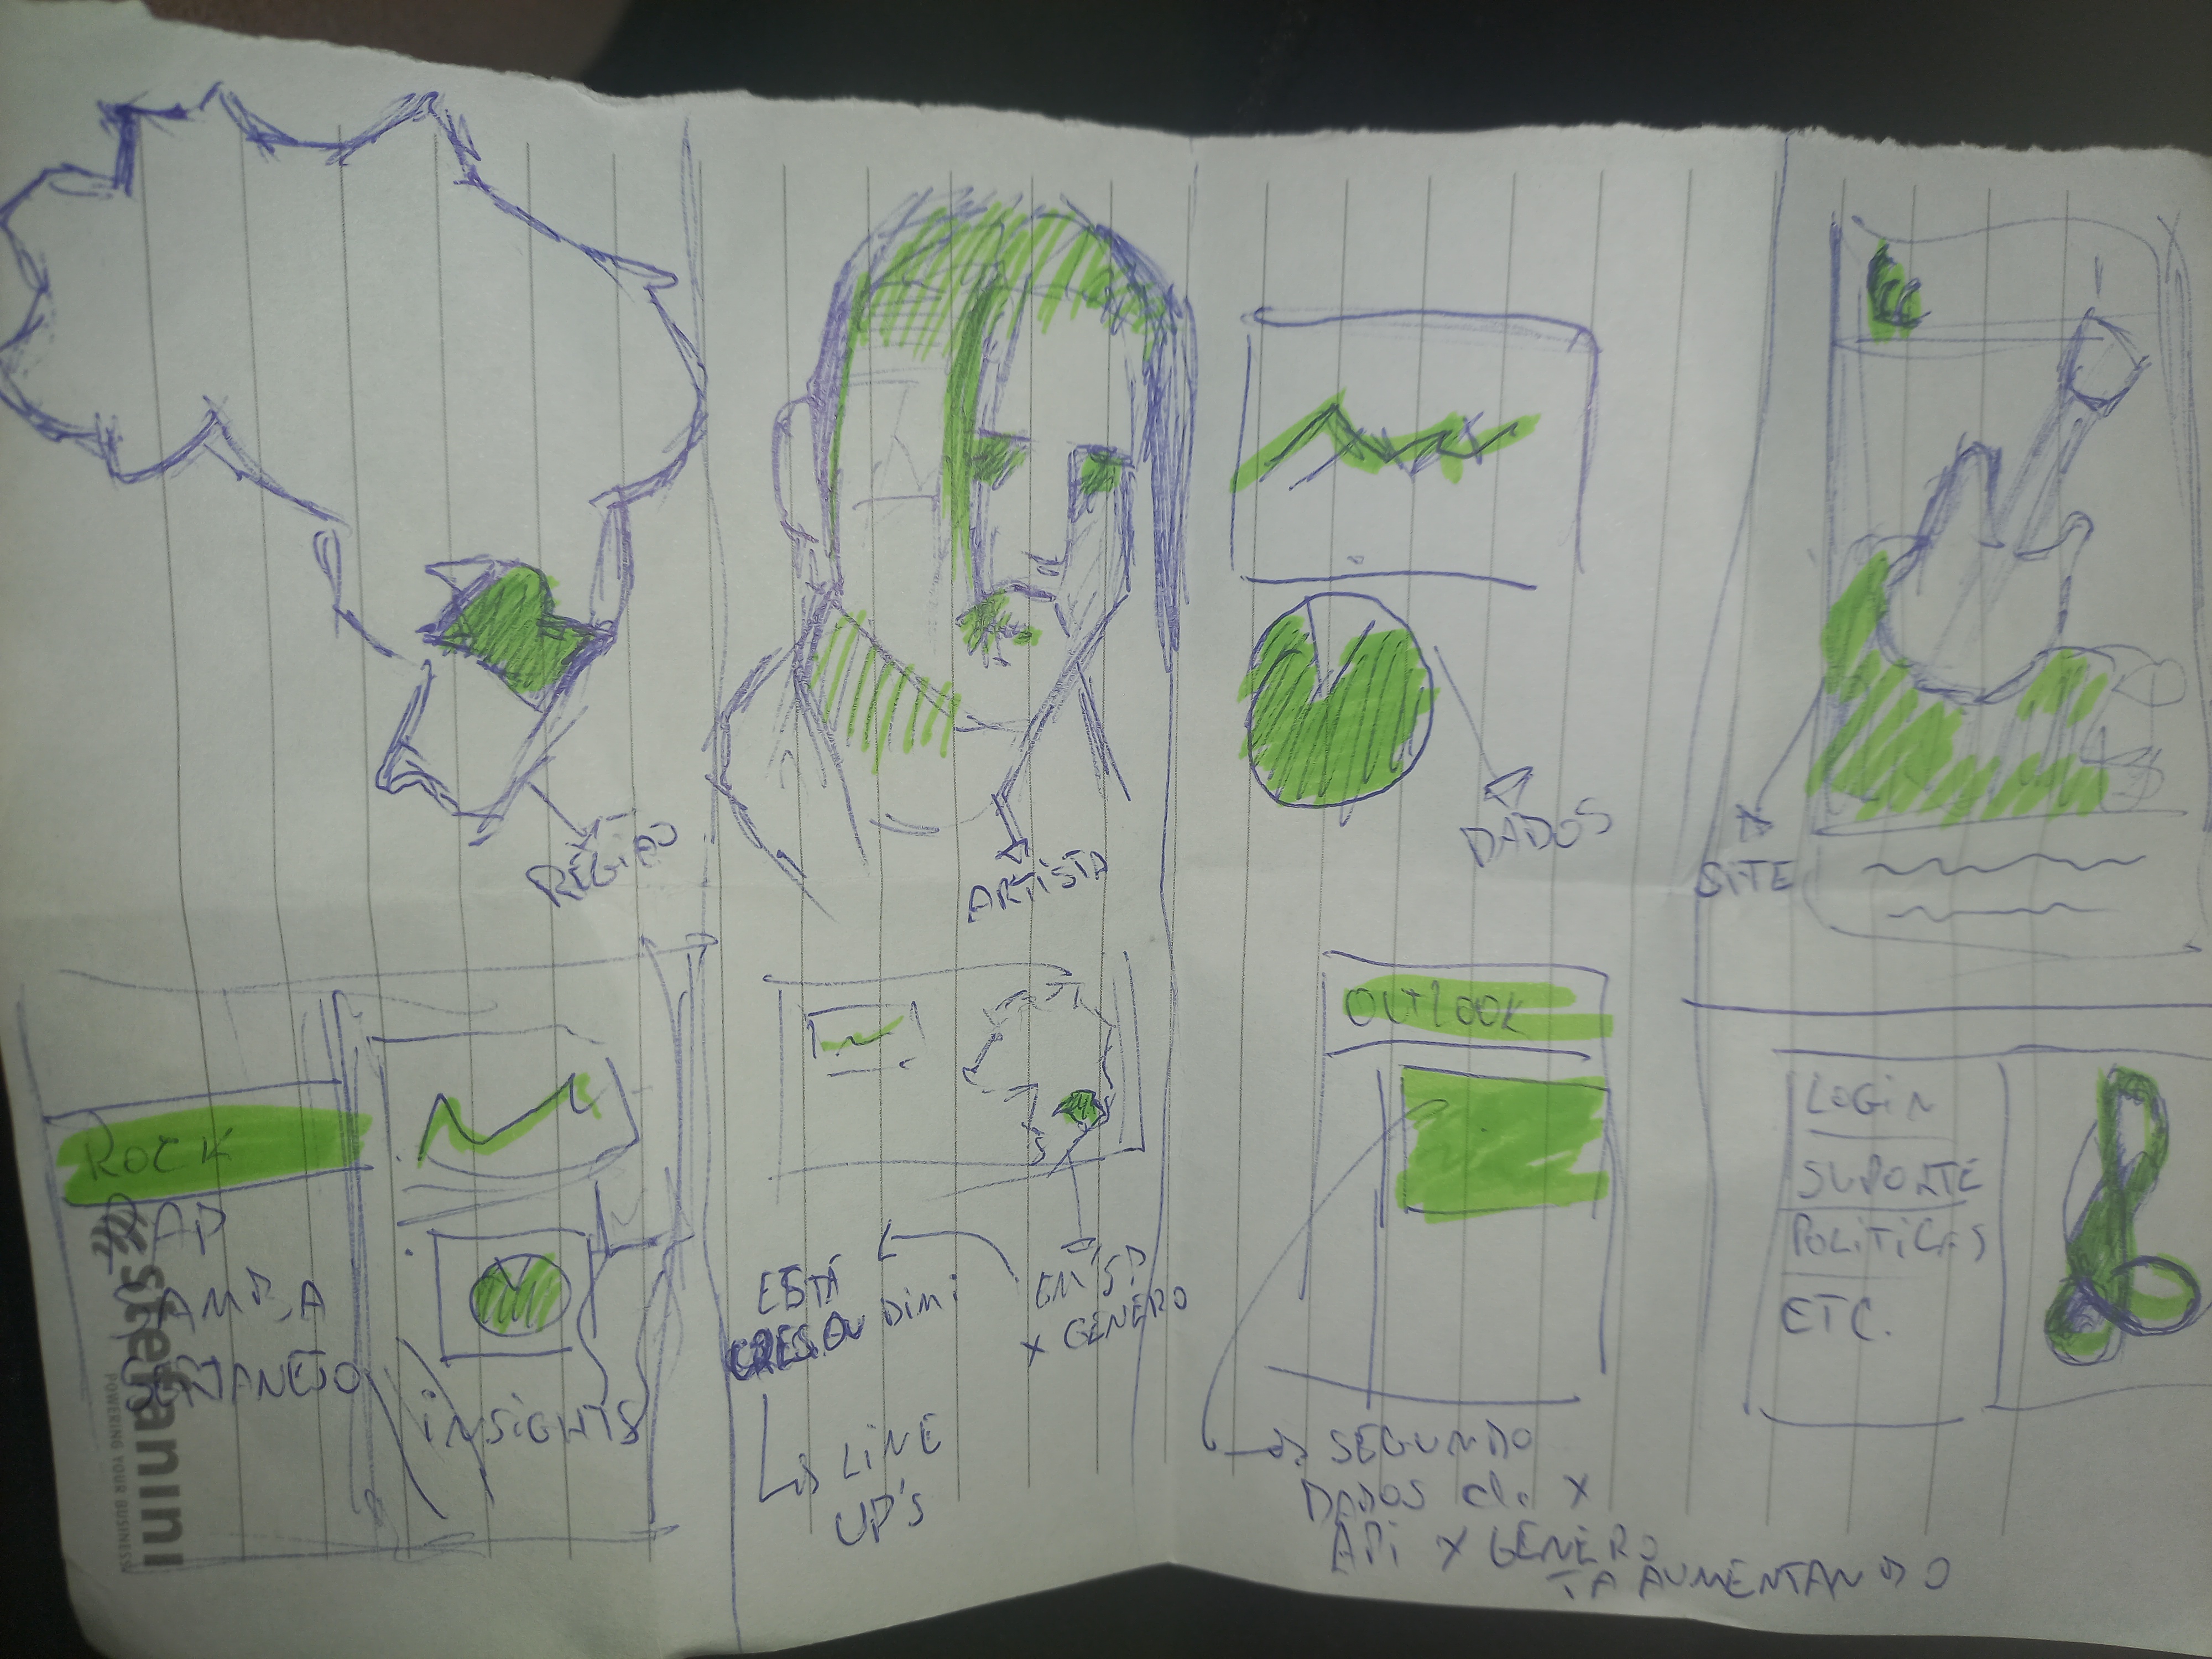 REGIÃO
ARTISTA
DADOS
SITE
ROCK
RAP
SAMBA
SERTANEJO
INSIGHTS
stefanini
POWERING YOUR BUSINESS
EM SP
X GENERO
ESTÁ
DIMI
LINE
UP'S
OUTLOOK
SEGUNDO
DADOS da X
API X GENERO
TA AUMENTANDO
LOGIN
SUPORTE
POLITICAS
ETC.